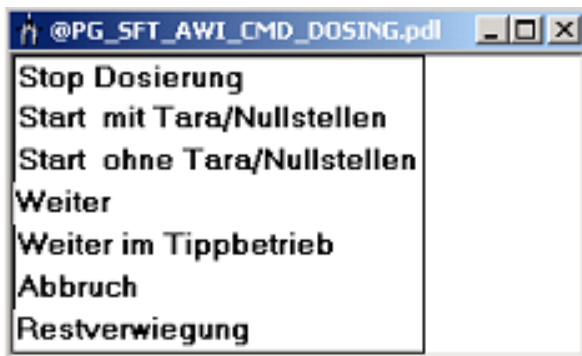 @PG_SFT_AWI_CMD_DOSING.pdl
Stop Dosierung
Start mit Tara/Nullstellen
Start ohne Tara/Nullstellen
Weiter
Weiter im Tippbetrieb
Abbruch
Restverwiegung